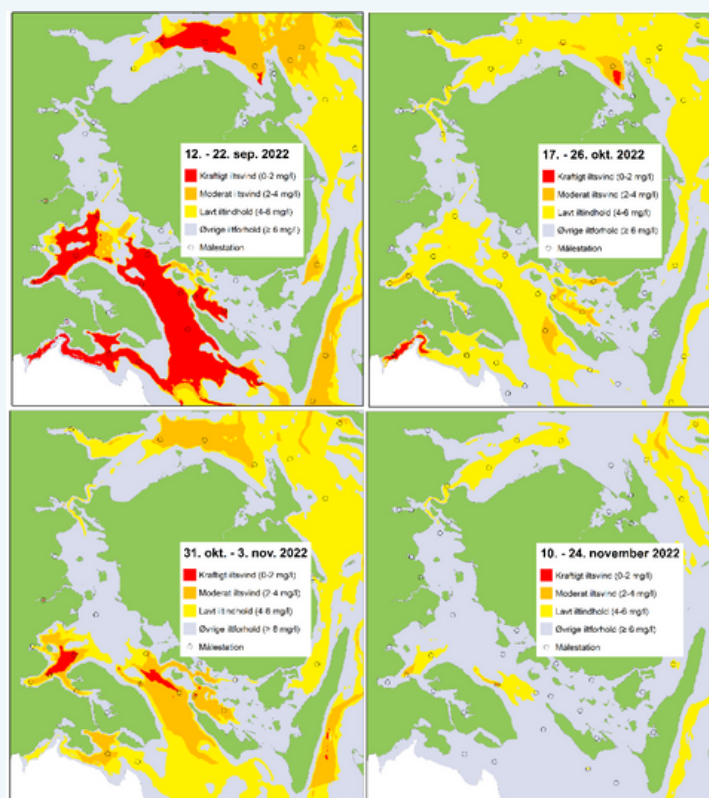 12. - 22. sep. 2022
Kraftigt iltsvind (0-2 mg/l)
Moderat iltsvind (2-4 mg/l)
Lavt iltindhold (4-6 mg/l)
Øvrige iltforhold (≥ 6 mg/l)
Målestation
17. - 26. okt. 2022
Kraftigt iltsvind (0-2 mg/l)
Moderat iltsvind (2-4 mg/l)
Lavt iltindhold (4-6 mg/l)
Øvrige iltforhold (≥ 6 mg/l)
Målestation
31. okt. - 3. nov. 2022
Kraftigt iltsvind (0-2 mg/l)
Moderat iltsvind (2-4 mg/l)
Lavt iltindhold (4-6 mg/l)
Øvrige iltforhold (≥ 6 mg/l)
Målestation
10. - 24. november 2022
Kraftigt iltsvind (0-2 mg/l)
Moderat iltsvind (2-4 mg/l)
Lavt iltindhold (4-6 mg/l)
Øvrige iltforhold (≥ 6 mg/l)
Målestation